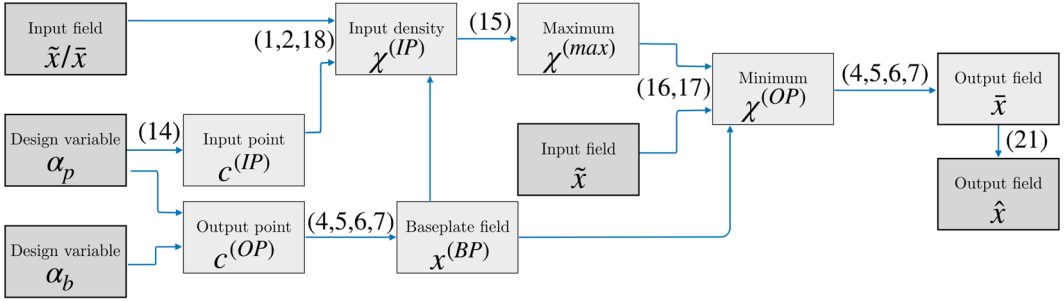 Input field
x̃/x̄
(1,2,18)
Input density
χ^(IP)
(15)
Maximum
χ^(max)
(16,17)
Minimum
χ^(OP)
(4,5,6,7)
Output field
x̄
(21)
Output field
x̂
Design variable
α_p
(14)
Input point
c^(IP)
Input field
x̃
Design variable
α_b
Output point
c^(OP)
(4,5,6,7)
Baseplate field
x^(BP)